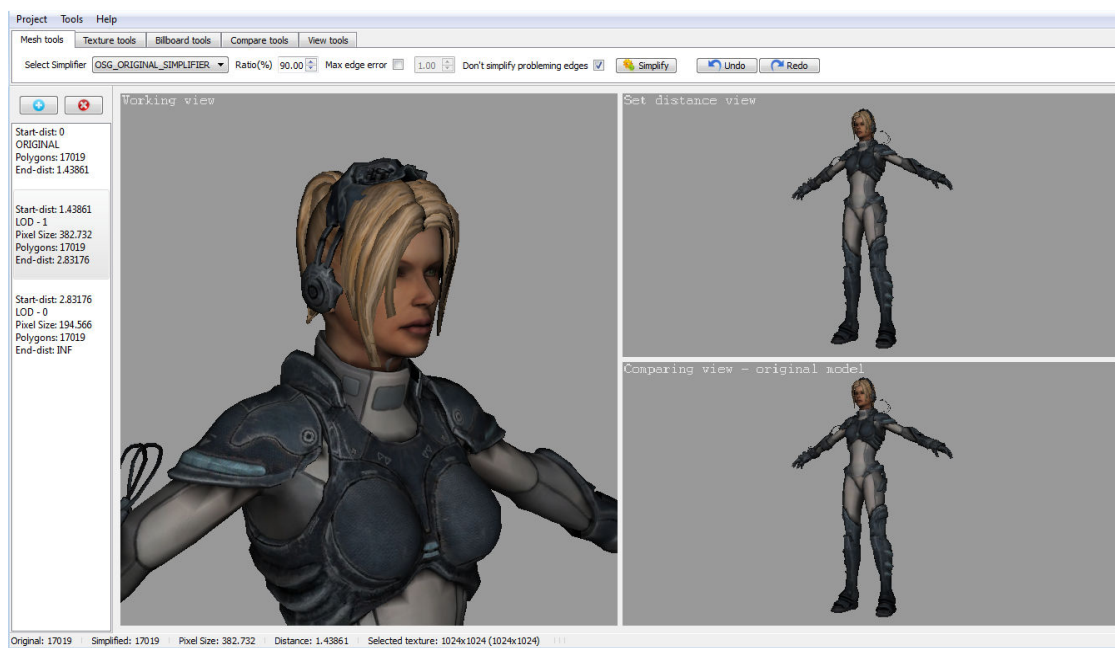 Project Tools Help
Mesh tools Texture tools Billboard tools Compare tools View tools
Select Simplifier OSG_ORIGINAL_SIMPLIFIER Ratio(%) 90.00 Max edge error 1.00 Don't simplify probleming edges Simplify Undo Redo
Working view
Set distance view
Start-dist: 0
ORIGINAL
Polygons: 17019
End-dist: 1.43861
Start-dist: 1.43861
LOD - 1
Pixel Size: 382.732
Polygons: 17019
End-dist: 2.83176
Start-dist: 2.83176
LOD - 0
Pixel Size: 194.566
Polygons: 17019
End-dist: INF
Comparing view - original model
Original: 17019 Simplified: 17019 Pixel Size: 382.732 Distance: 1.43861 Selected texture: 1024x1024 (1024x1024)